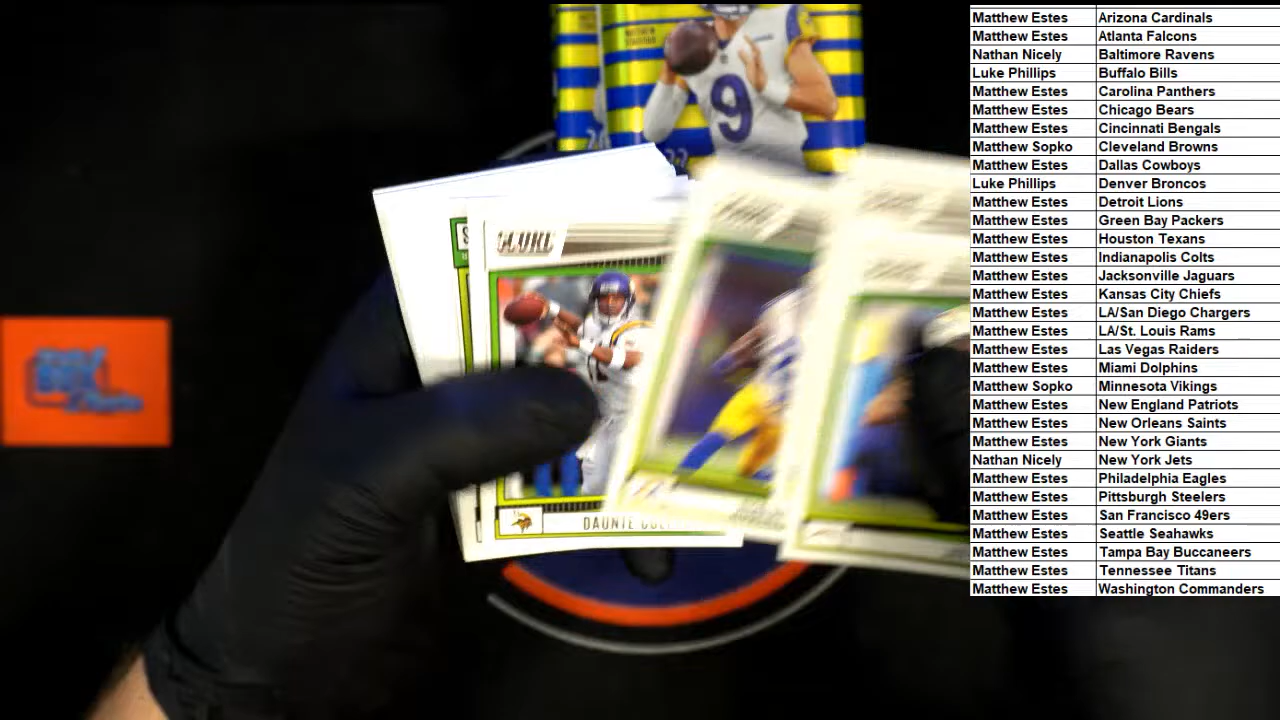 Matthew Estes Arizona Cardinals
Matthew Estes Atlanta Falcons
Nathan Nicely Baltimore Ravens
Luke Phillips Buffalo Bills
Matthew Estes Carolina Panthers
Matthew Estes Chicago Bears
Matthew Estes Cincinnati Bengals
Matthew Sopko Cleveland Browns
Matthew Estes Dallas Cowboys
Luke Phillips Denver Broncos
Matthew Estes Detroit Lions
Matthew Estes Green Bay Packers
Matthew Estes Houston Texans
Matthew Estes Indianapolis Colts
Matthew Estes Jacksonville Jaguars
Matthew Estes Kansas City Chiefs
Matthew Estes LA/San Diego Chargers
Matthew Estes LA/St. Louis Rams
Matthew Estes Las Vegas Raiders
Matthew Estes Miami Dolphins
Matthew Sopko Minnesota Vikings
Matthew Estes New England Patriots
Matthew Estes New Orleans Saints
Matthew Estes New York Giants
Nathan Nicely New York Jets
Matthew Estes Philadelphia Eagles
Matthew Estes Pittsburgh Steelers
Matthew Estes San Francisco 49ers
Matthew Estes Seattle Seahawks
Matthew Estes Tampa Bay Buccaneers
Matthew Estes Tennessee Titans
Matthew Estes Washington Commanders
9
SCORE
DAUNTE